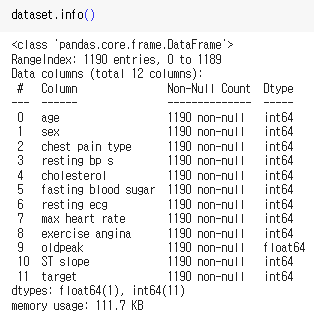 dataset.info()
<class 'pandas.core.frame.DataFrame'>
RangeIndex: 1190 entries, 0 to 1189
Data columns (total 12 columns):
 #   Column               Non-Null Count  Dtype
---  ------               --------------  -----
 0   age                  1190 non-null   int64
 1   sex                  1190 non-null   int64
 2   chest pain type      1190 non-null   int64
 3   resting bp s         1190 non-null   int64
 4   cholesterol          1190 non-null   int64
 5   fasting blood sugar  1190 non-null   int64
 6   resting ecg          1190 non-null   int64
 7   max heart rate       1190 non-null   int64
 8   exercise angina      1190 non-null   int64
 9   oldpeak              1190 non-null   float64
 10  ST slope             1190 non-null   int64
 11  target               1190 non-null   int64
dtypes: float64(1), int64(11)
memory usage: 111.7 KB